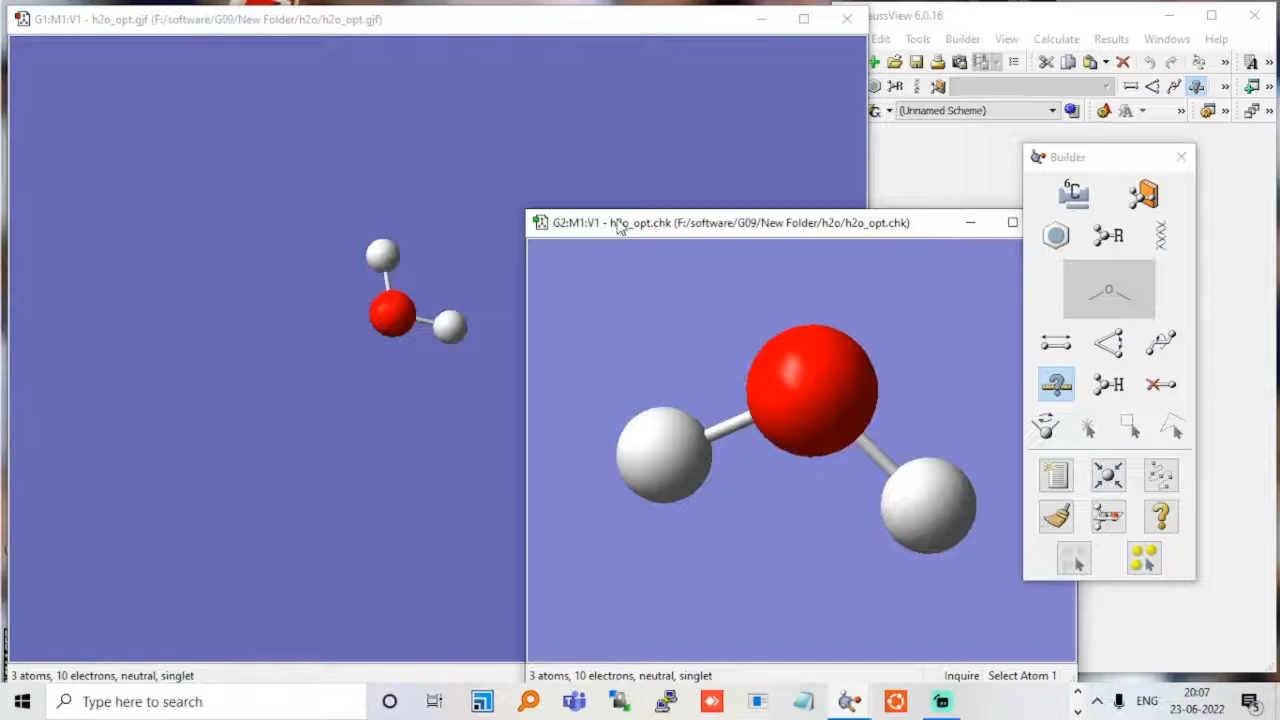 G1:M1:V1 - h2o_opt.gjf (F:/software/G09/New Folder/h2o/h2o_opt.gjf)
ussView 6.0.16
Edit Tools Builder View Calculate Results Windows Help
(Unnamed Scheme)
Builder
6C
R
O
H
G2:M1:V1 - h2o_opt.chk (F:/software/G09/New Folder/h2o/h2o_opt.chk)
3 atoms, 10 electrons, neutral, singlet
3 atoms, 10 electrons, neutral, singlet
Inquire Select Atom 1
Type here to search
ENG
20:07
23-06-2022
5